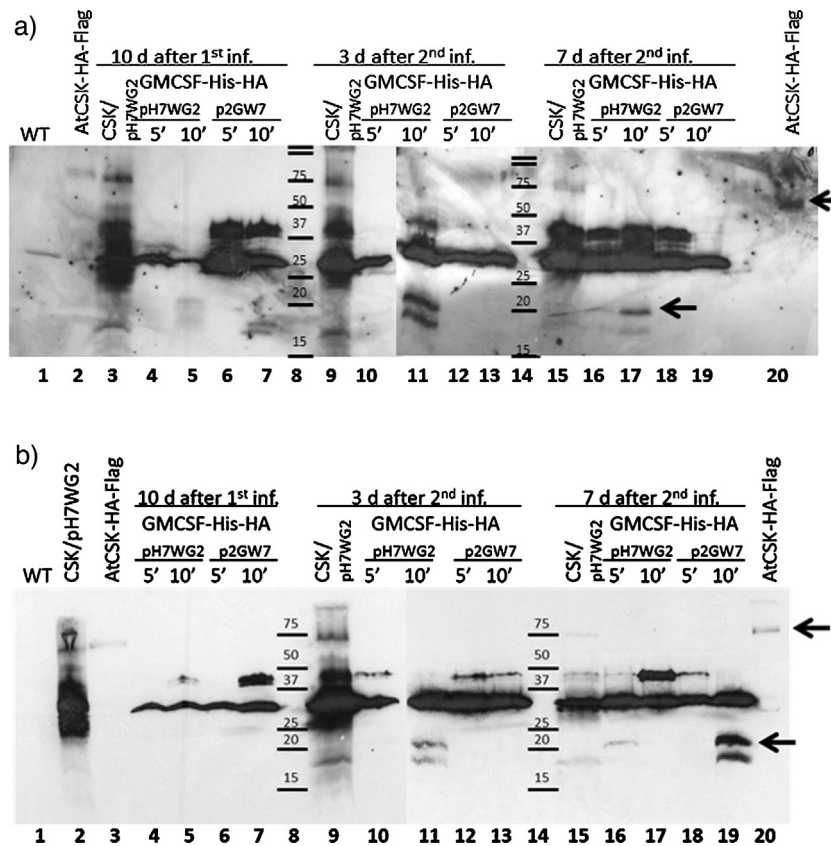 a)
WT
AtCSK-HA-Flag
10 d after 1st inf.
CSK/
pH7WG2
GMCSF-His-HA
pH7WG2 p2GW7
5’ 10’ 5’ 10’
3 d after 2nd inf.
CSK/
pH7WG2
GMCSF-His-HA
pH7WG2 p2GW7
5’ 10’ 5’ 10’
7 d after 2nd inf.
CSK/
pH7WG2
GMCSF-His-HA
pH7WG2 p2GW7
5’ 10’ 5’ 10’
AtCSK-HA-Flag
75
50
37
25
20
15
75
50
37
25
20
15
1 2 3 4 5 6 7 8 9 10 11 12 13 14 15 16 17 18 19 20
b)
WT
CSK/pH7WG2
AtCSK-HA-Flag
10 d after 1st inf.
GMCSF-His-HA
pH7WG2 p2GW7
5’ 10’ 5’ 10’
3 d after 2nd inf.
CSK/
pH7WG2
GMCSF-His-HA
pH7WG2 p2GW7
5’ 10’ 5’ 10’
7 d after 2nd inf.
CSK/
pH7WG2
GMCSF-His-HA
pH7WG2 p2GW7
5’ 10’ 5’ 10’
AtCSK-HA-Flag
75
50
37
25
20
15
75
50
37
25
20
15
1 2 3 4 5 6 7 8 9 10 11 12 13 14 15 16 17 18 19 20